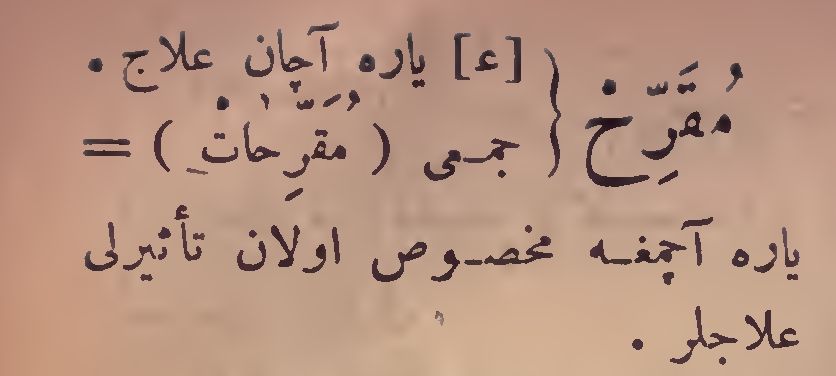 مُقَرِّحْ { [ع] یاره آچان علاج .
جمعی ( مُقَرِّحاتْ ) =
یاره آچمغه مخصوص اولان تأثیرلی
علاجلر .